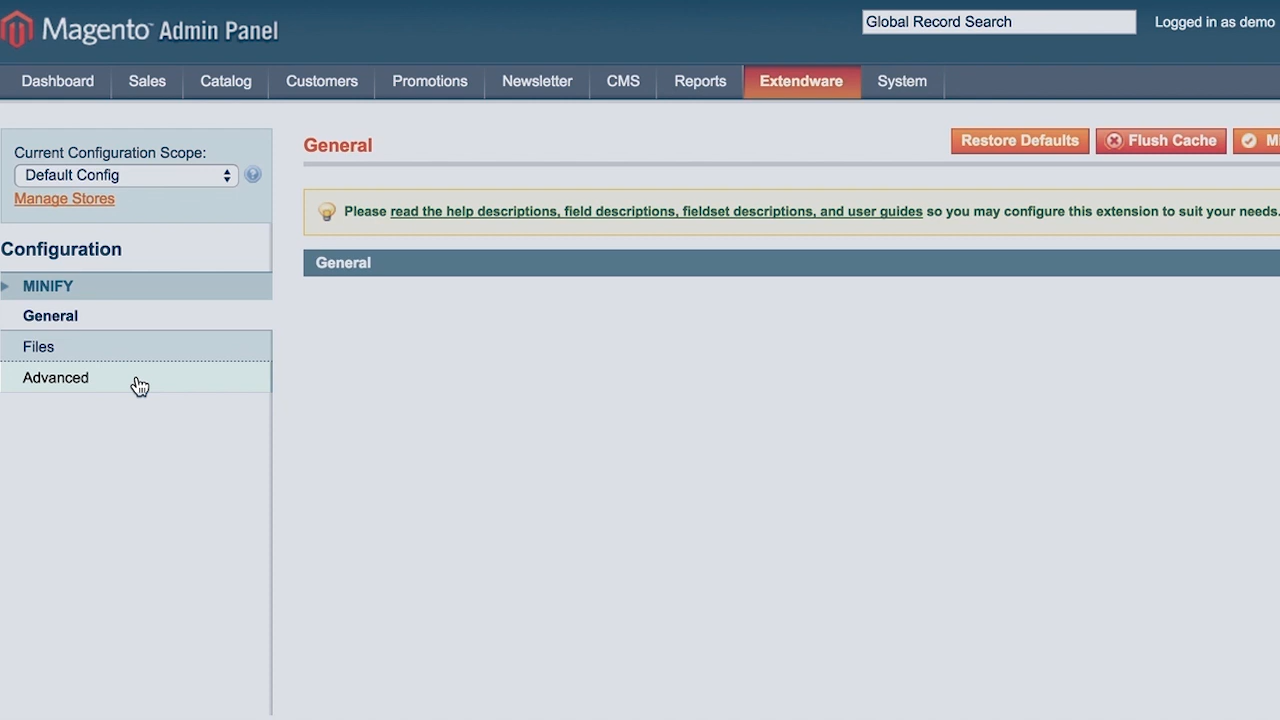 Magento™ Admin Panel
Global Record Search
Logged in as demo
Dashboard Sales Catalog Customers Promotions Newsletter CMS Reports Extendware System
Current Configuration Scope:
Default Config
Manage Stores
General
Restore Defaults
Flush Cache
Please read the help descriptions, field descriptions, fieldset descriptions, and user guides so you may configure this extension to suit your needs.
Configuration
General
MINIFY
General
Files
Advanced